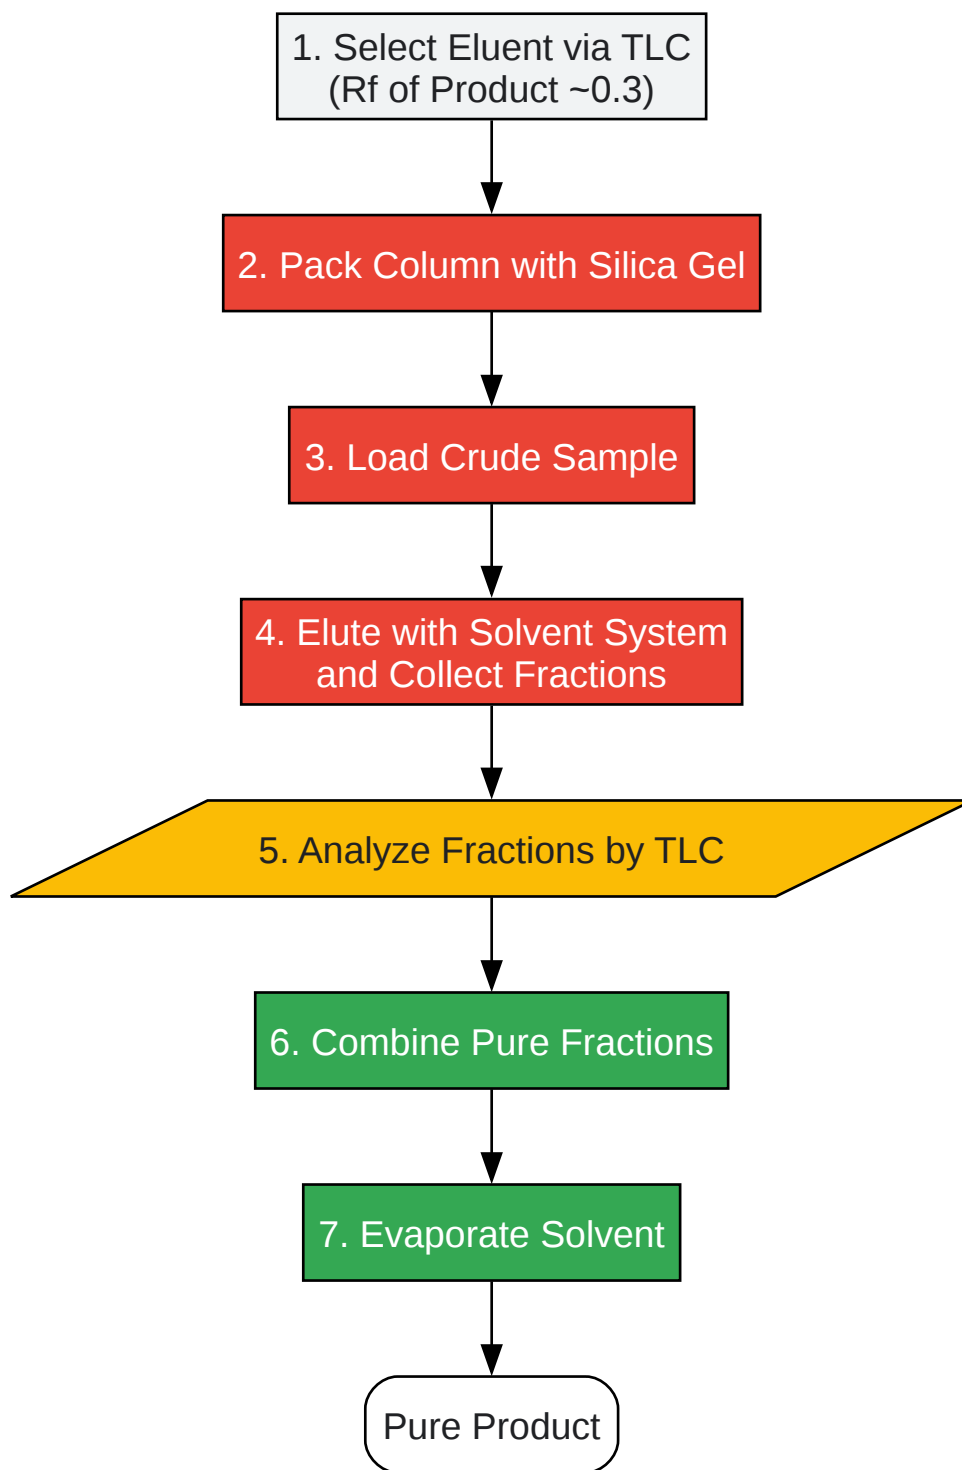 1. Select Eluent via TLC
(Rf of Product ~0.3)
2. Pack Column with Silica Gel
3. Load Crude Sample
4. Elute with Solvent System
and Collect Fractions
5. Analyze Fractions by TLC
6. Combine Pure Fractions
7. Evaporate Solvent
Pure Product